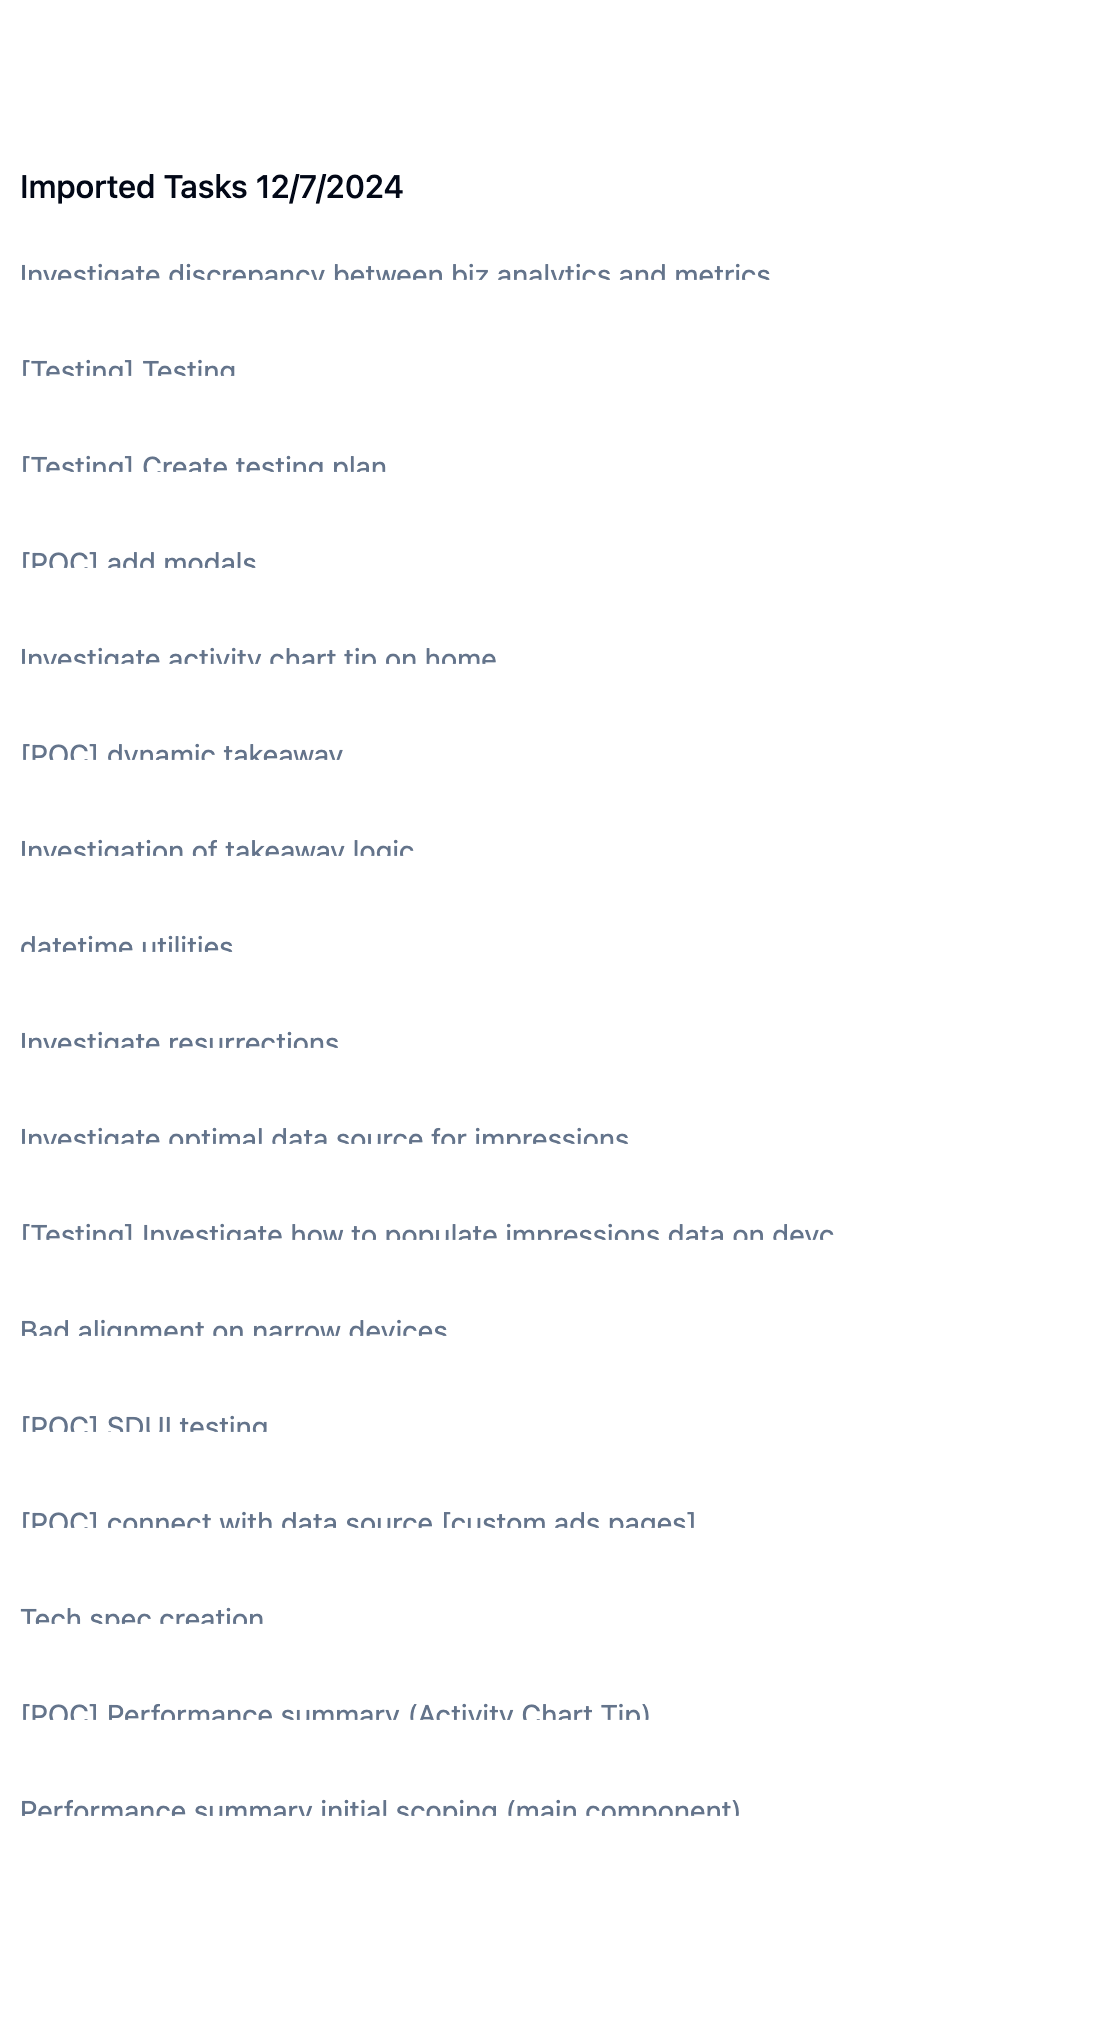 Imported Tasks 12/7/2024
Investigate discrepancy between biz analytics and metrics
[Testing] Testing
[Testing] Create testing plan
[POC] add modals
Investigate activity chart tip on home
[POC] dynamic takeaway
Investigation of takeaway logic
datetime utilities
Investigate resurrections
Investigate optimal data source for impressions
[Testing] Investigate how to populate impressions data on devc
Bad alignment on narrow devices
[POC] SDUI testing
[POC] connect with data source [custom ads pages]
Tech spec creation
[POC] Performance summary (Activity Chart Tip)
Performance summary initial scoping (main component)